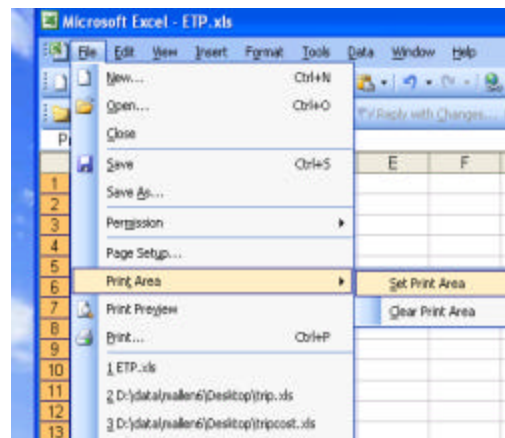 Microsoft Excel - ETP.xls
File Edit View Insert Format Tools Data Window Help
New... Ctrl+N
Open... Ctrl+O
Reply with Changes...
Close
P
Save Ctrl+S
E F
Save As...
1
2
Permission
3
Page Setup...
4
5
Print Area
Set Print Area
6
Print Preview
Clear Print Area
7
Print... Ctrl+P
8
9
1 ETP.xls
10
2 D:\data\mallen6\Desktop\trip.xls
11
12
3 D:\data\mallen6\Desktop\tripcost.xls
13